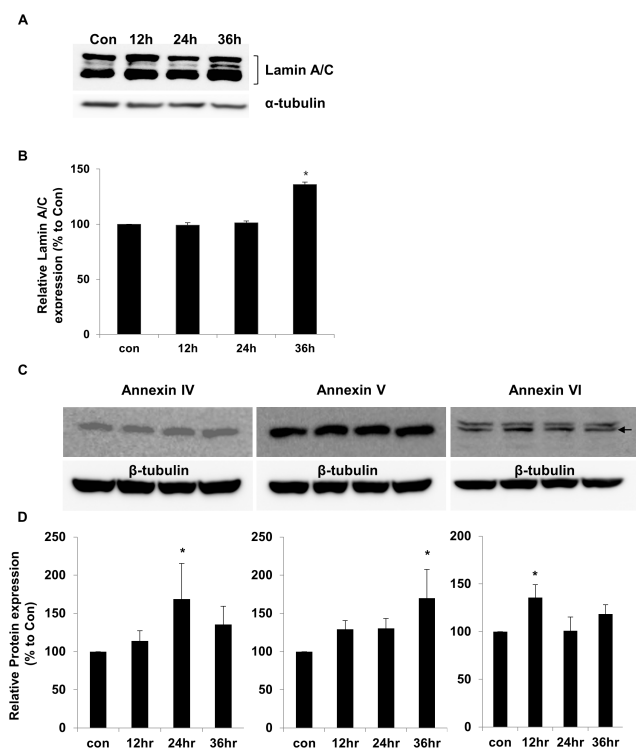 A
Con 12h 24h 36h
Lamin A/C
α-tubulin
B
Relative Lamin A/C
expression (% to Con)
150
100
50
0
con 12h 24h 36h
*
C
Annexin IV Annexin V Annexin VI
β-tubulin β-tubulin β-tubulin
D
Relative Protein expression
(% to Con)
250
200
150
100
50
0
*
con 12hr 24hr 36hr
250
200
150
100
50
0
*
con 12hr 24hr 36hr
200
150
100
50
0
*
con 12hr 24hr 36hr